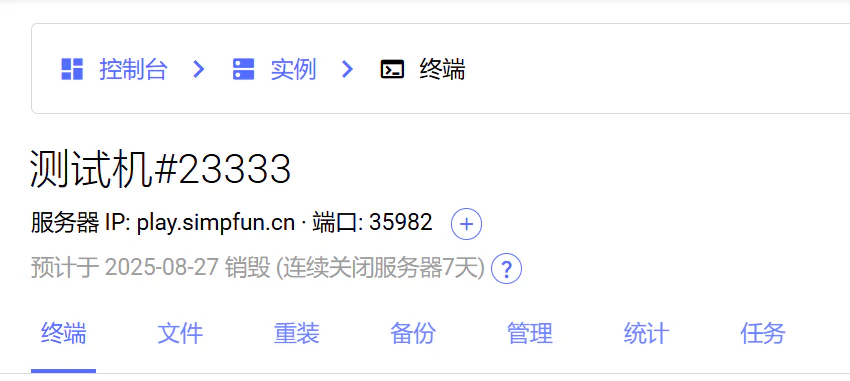 控制台 实例 终端
测试机#23333
服务器 IP: play.simpfun.cn · 端口: 35982 +
预计于 2025-08-27 销毁 (连续关闭服务器7天) ?
终端 文件 重装 备份 管理 统计 任务